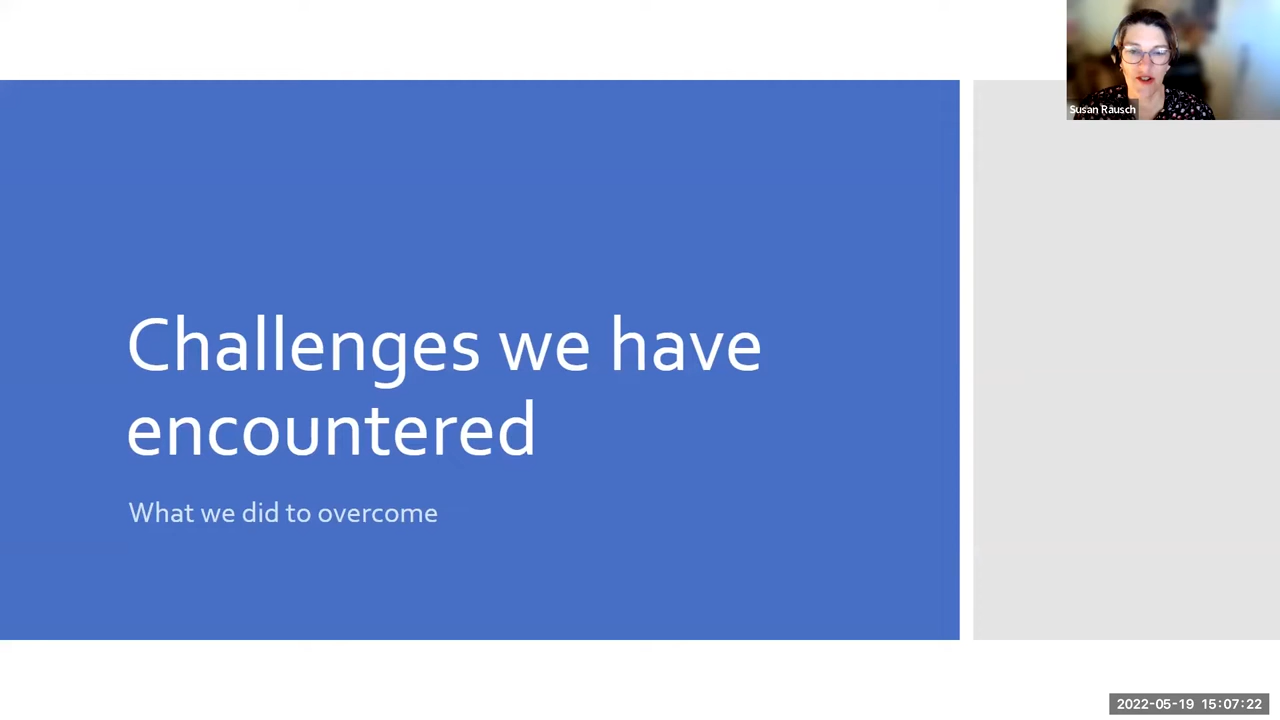 Susan Rausch
Challenges we have
encountered
What we did to overcome
2022-05-19 15:07:22